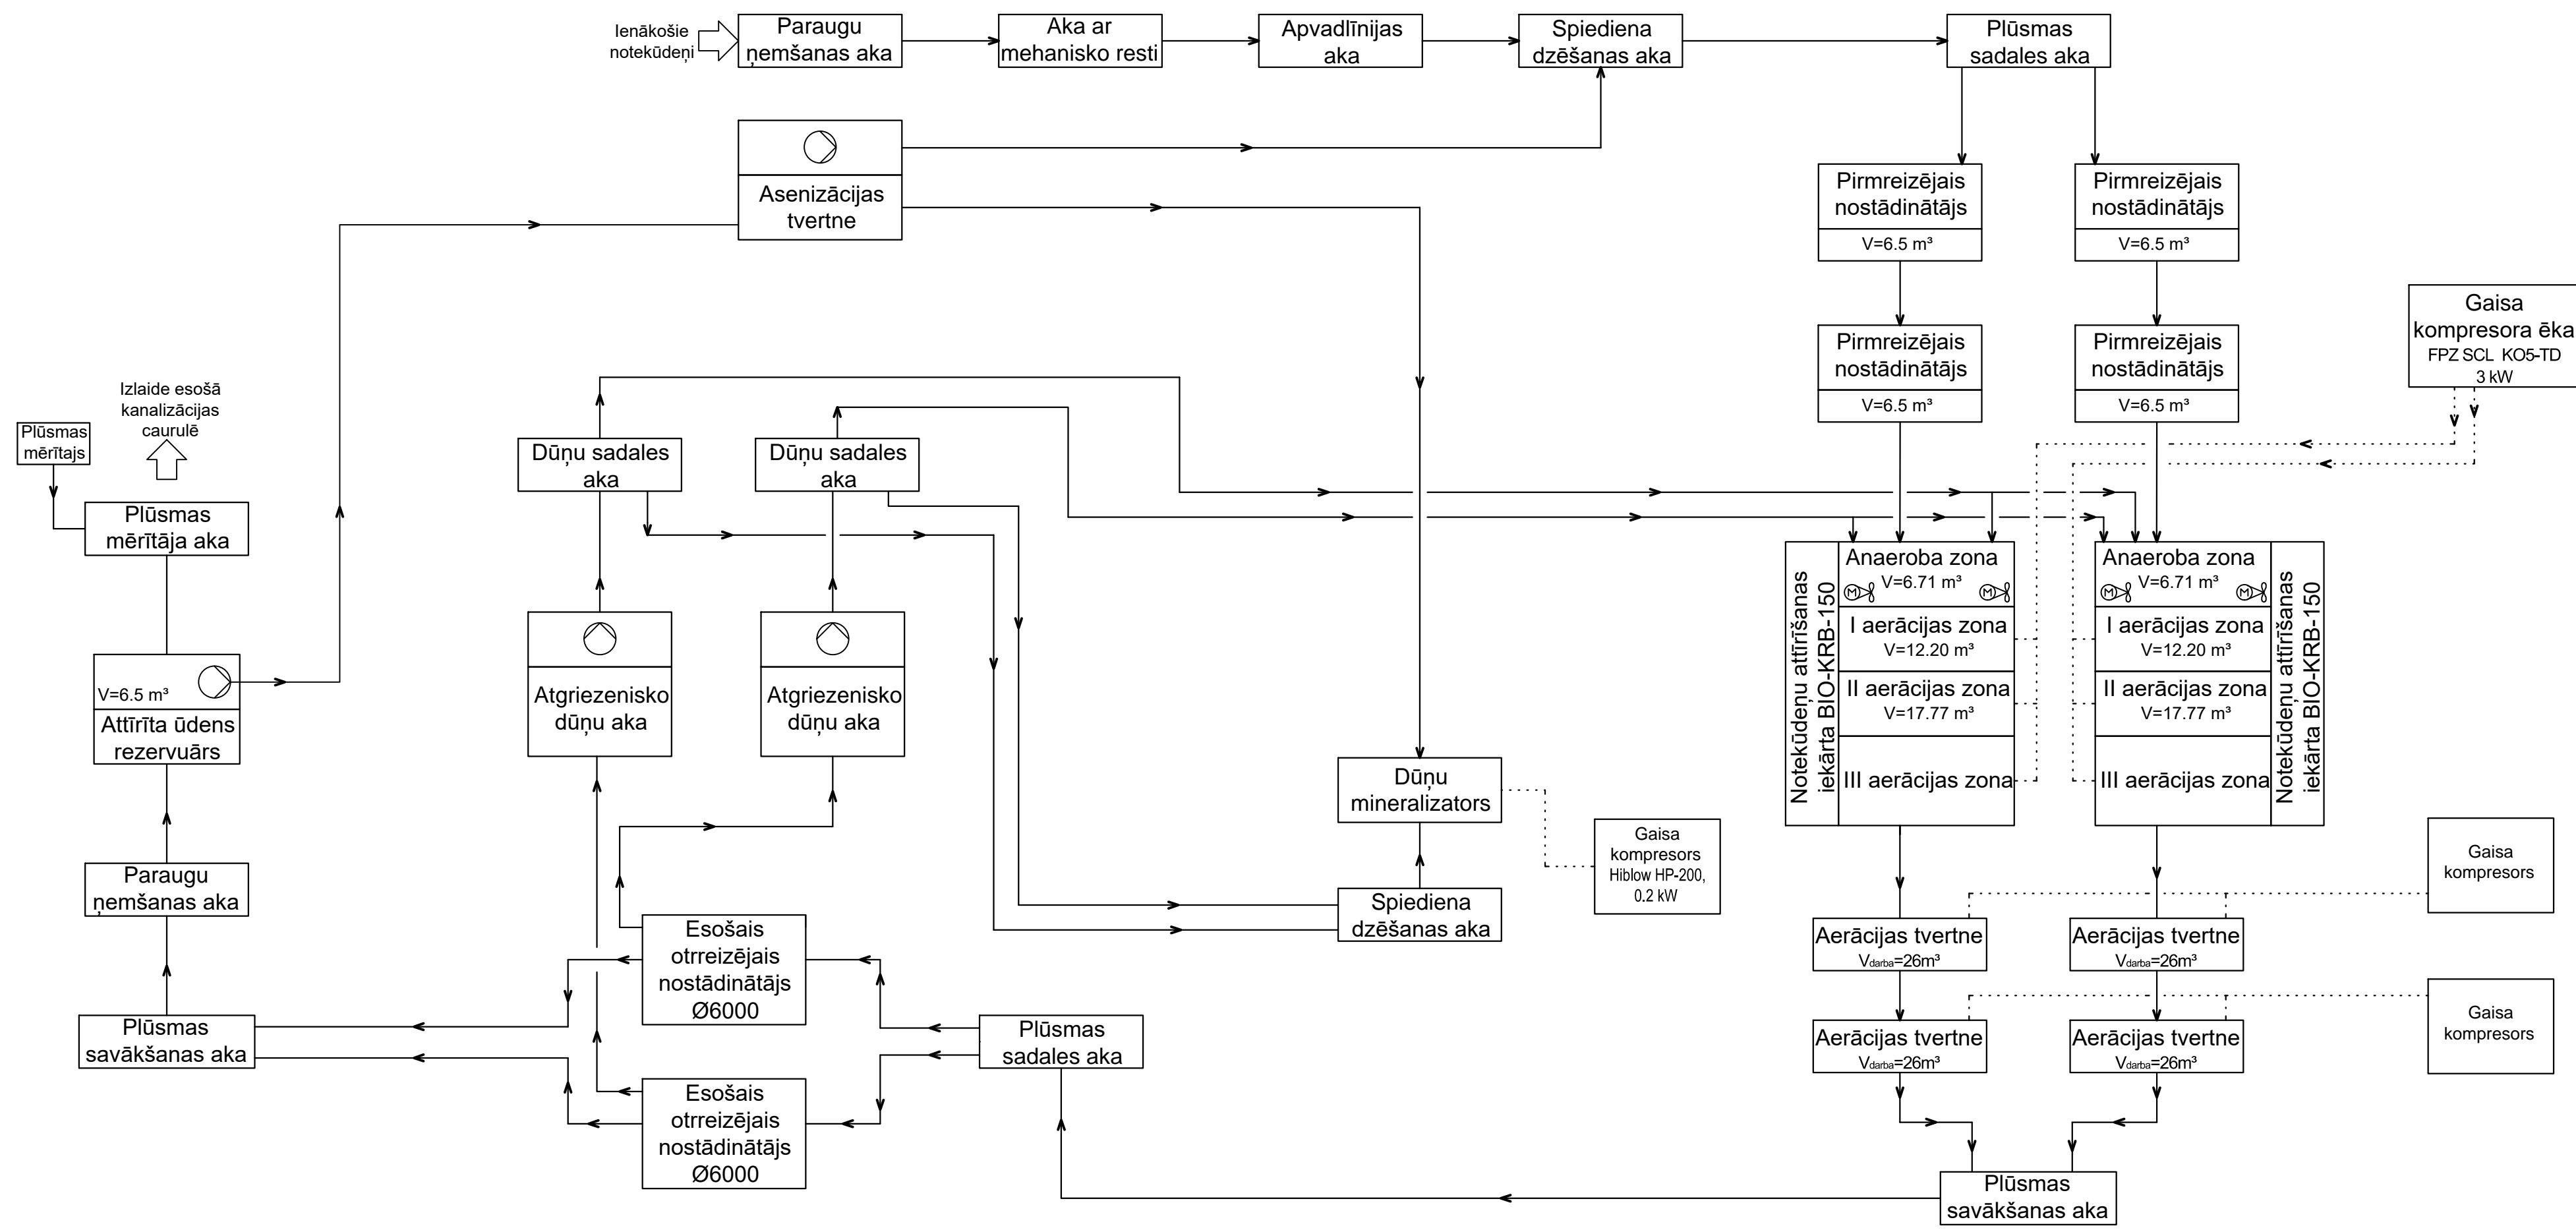 Ienākošie
notekūdeņi
Paraugu
ņemšanas aka
Aka ar
mehanisko resti
Apvadlīnijas
aka
Spiediena
dzēšanas aka
Plūsmas
sadales aka
Asenizācijas
tvertne
Pirmreizējais
nostādinātājs
V=6.5 m³
Pirmreizējais
nostādinātājs
V=6.5 m³
Pirmreizējais
nostādinātājs
V=6.5 m³
Pirmreizējais
nostādinātājs
V=6.5 m³
Gaisa
kompresora ēka
FPZ SCL KO5-TD
3 kW
Izlaide esošā
kanalizācijas
caurulē
Plūsmas
mērītajs
Plūsmas
mērītāja aka
Dūņu sadales
aka
Dūņu sadales
aka
V=6.5 m³
Attīrīta ūdens
rezervuārs
Atgriezenisko
dūņu aka
Atgriezenisko
dūņu aka
Notekūdeņu attīrīšanas
iekārta BIO-KRB-150
Anaeroba zona
V=6.71 m³
M
M
I aerācijas zona
V=12.20 m³
II aerācijas zona
V=17.77 m³
III aerācijas zona
Anaeroba zona
V=6.71 m³
M
M
I aerācijas zona
V=12.20 m³
II aerācijas zona
V=17.77 m³
III aerācijas zona
Notekūdeņu attīrīšanas
iekārta BIO-KRB-150
Dūņu
mineralizators
Gaisa
kompresors
Hiblow HP-200,
0.2 kW
Spiediena
dzēšanas aka
Gaisa
kompresors
Paraugu
ņemšanas aka
Esošais
otrreizējais
nostādinātājs
Ø6000
Aerācijas tvertne
Vdarba=26m³
Aerācijas tvertne
Vdarba=26m³
Gaisa
kompresors
Plūsmas
savākšanas aka
Plūsmas
sadales aka
Aerācijas tvertne
Vdarba=26m³
Aerācijas tvertne
Vdarba=26m³
Esošais
otrreizējais
nostādinātājs
Ø6000
Plūsmas
savākšanas aka